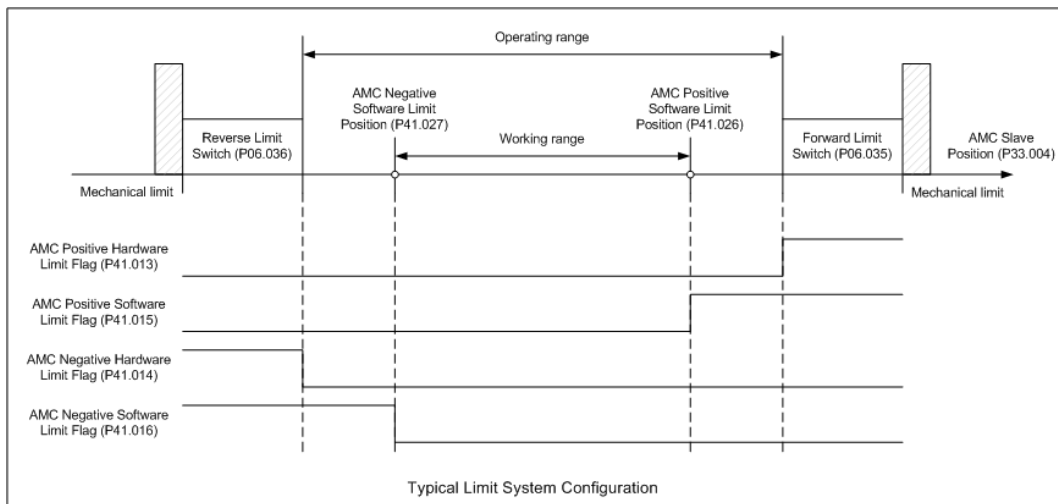 Operating range
AMC Negative
Software Limit
Position (P41.027)
AMC Positive
Software Limit
Position (P41.026)
Reverse Limit
Switch (P06.036)
Working range
Forward Limit
Switch (P06.035)
AMC Slave
Position (P33.004)
Mechanical limit
Mechanical limit
AMC Positive Hardware
Limit Flag (P41.013)
AMC Positive Software
Limit Flag (P41.015)
AMC Negative Hardware
Limit Flag (P41.014)
AMC Negative Software
Limit Flag (P41.016)
Typical Limit System Configuration